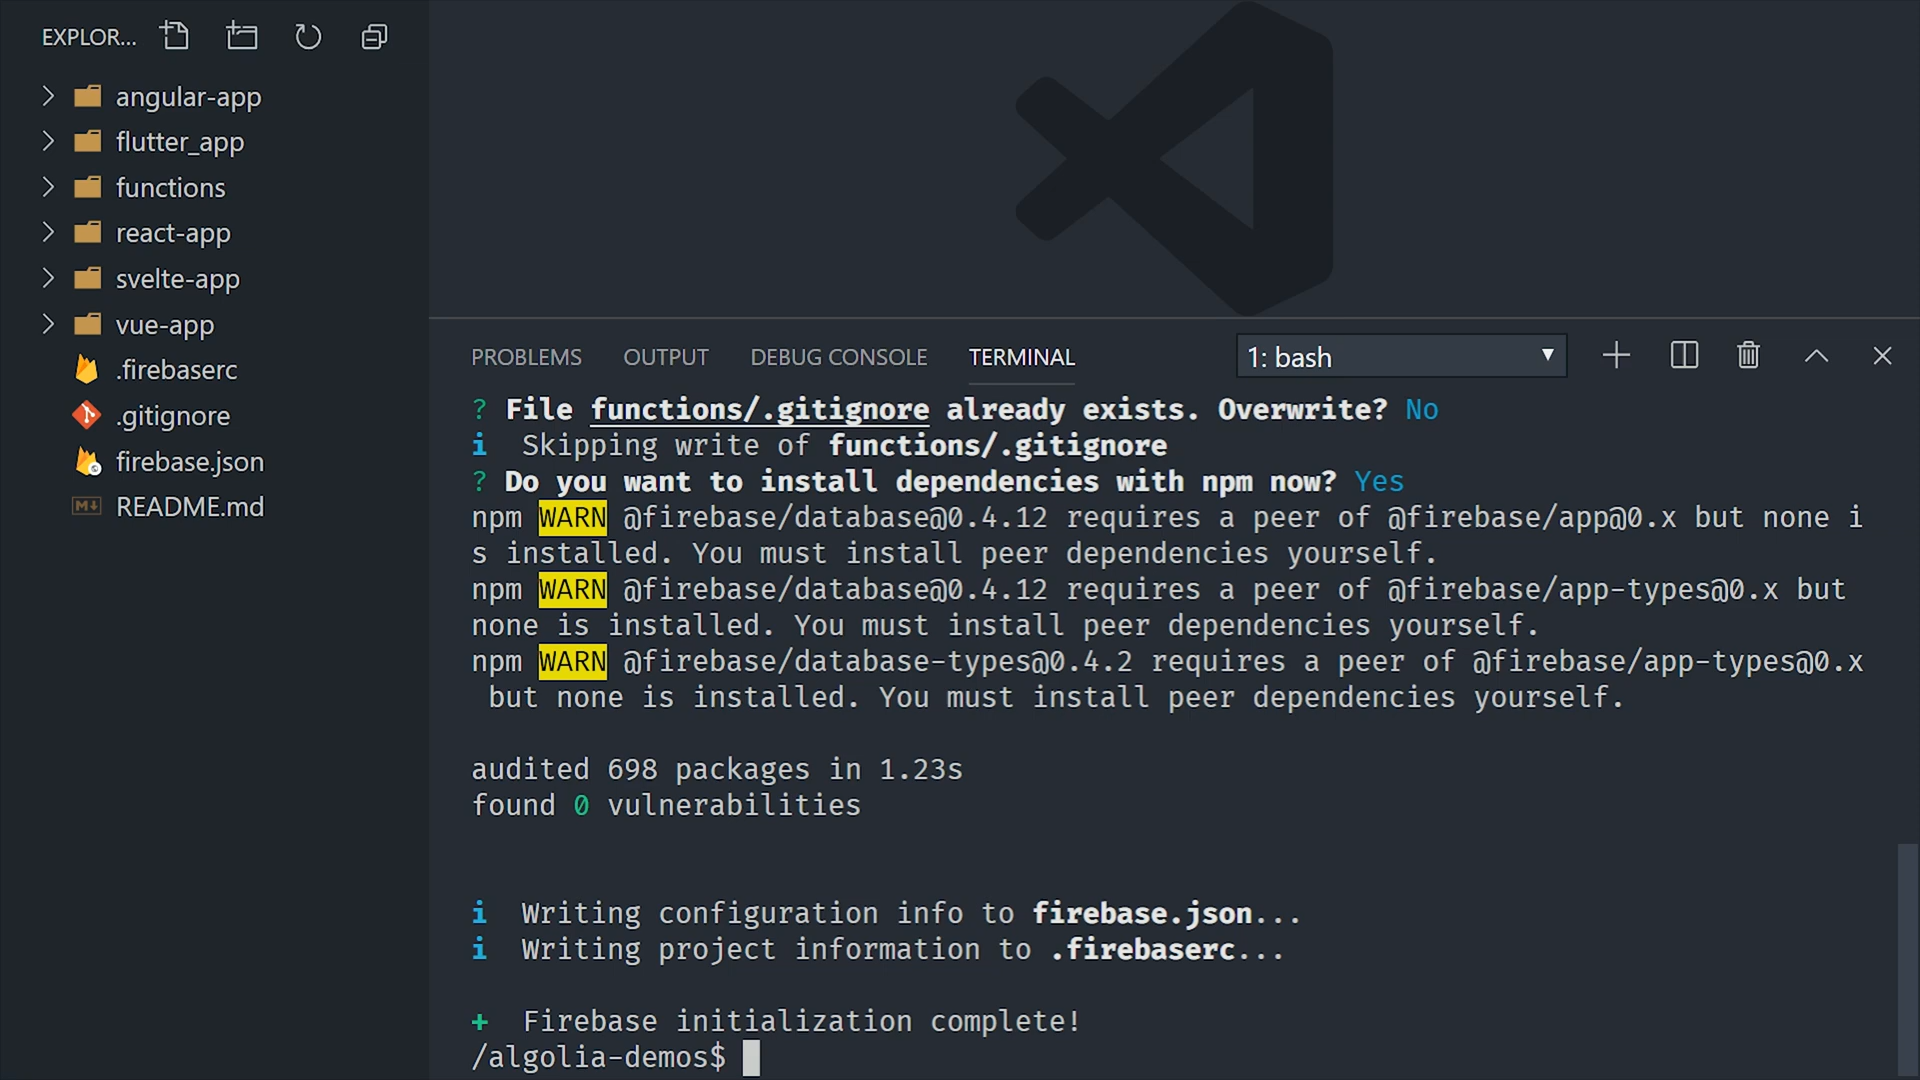 EXPLOR...
angular-app
flutter_app
functions
react-app
svelte-app
vue-app
.firebaserc
.gitignore
firebase.json
M↓ README.md
PROBLEMS OUTPUT DEBUG CONSOLE TERMINAL 1: bash
? File functions/.gitignore already exists. Overwrite? No
i Skipping write of functions/.gitignore
? Do you want to install dependencies with npm now? Yes
npm WARN @firebase/database@0.4.12 requires a peer of @firebase/app@0.x but none i
s installed. You must install peer dependencies yourself.
npm WARN @firebase/database@0.4.12 requires a peer of @firebase/app-types@0.x but
none is installed. You must install peer dependencies yourself.
npm WARN @firebase/database-types@0.4.2 requires a peer of @firebase/app-types@0.x
but none is installed. You must install peer dependencies yourself.
audited 698 packages in 1.23s
found 0 vulnerabilities
i Writing configuration info to firebase.json...
i Writing project information to .firebaserc...
+ Firebase initialization complete!
/algolia-demos$